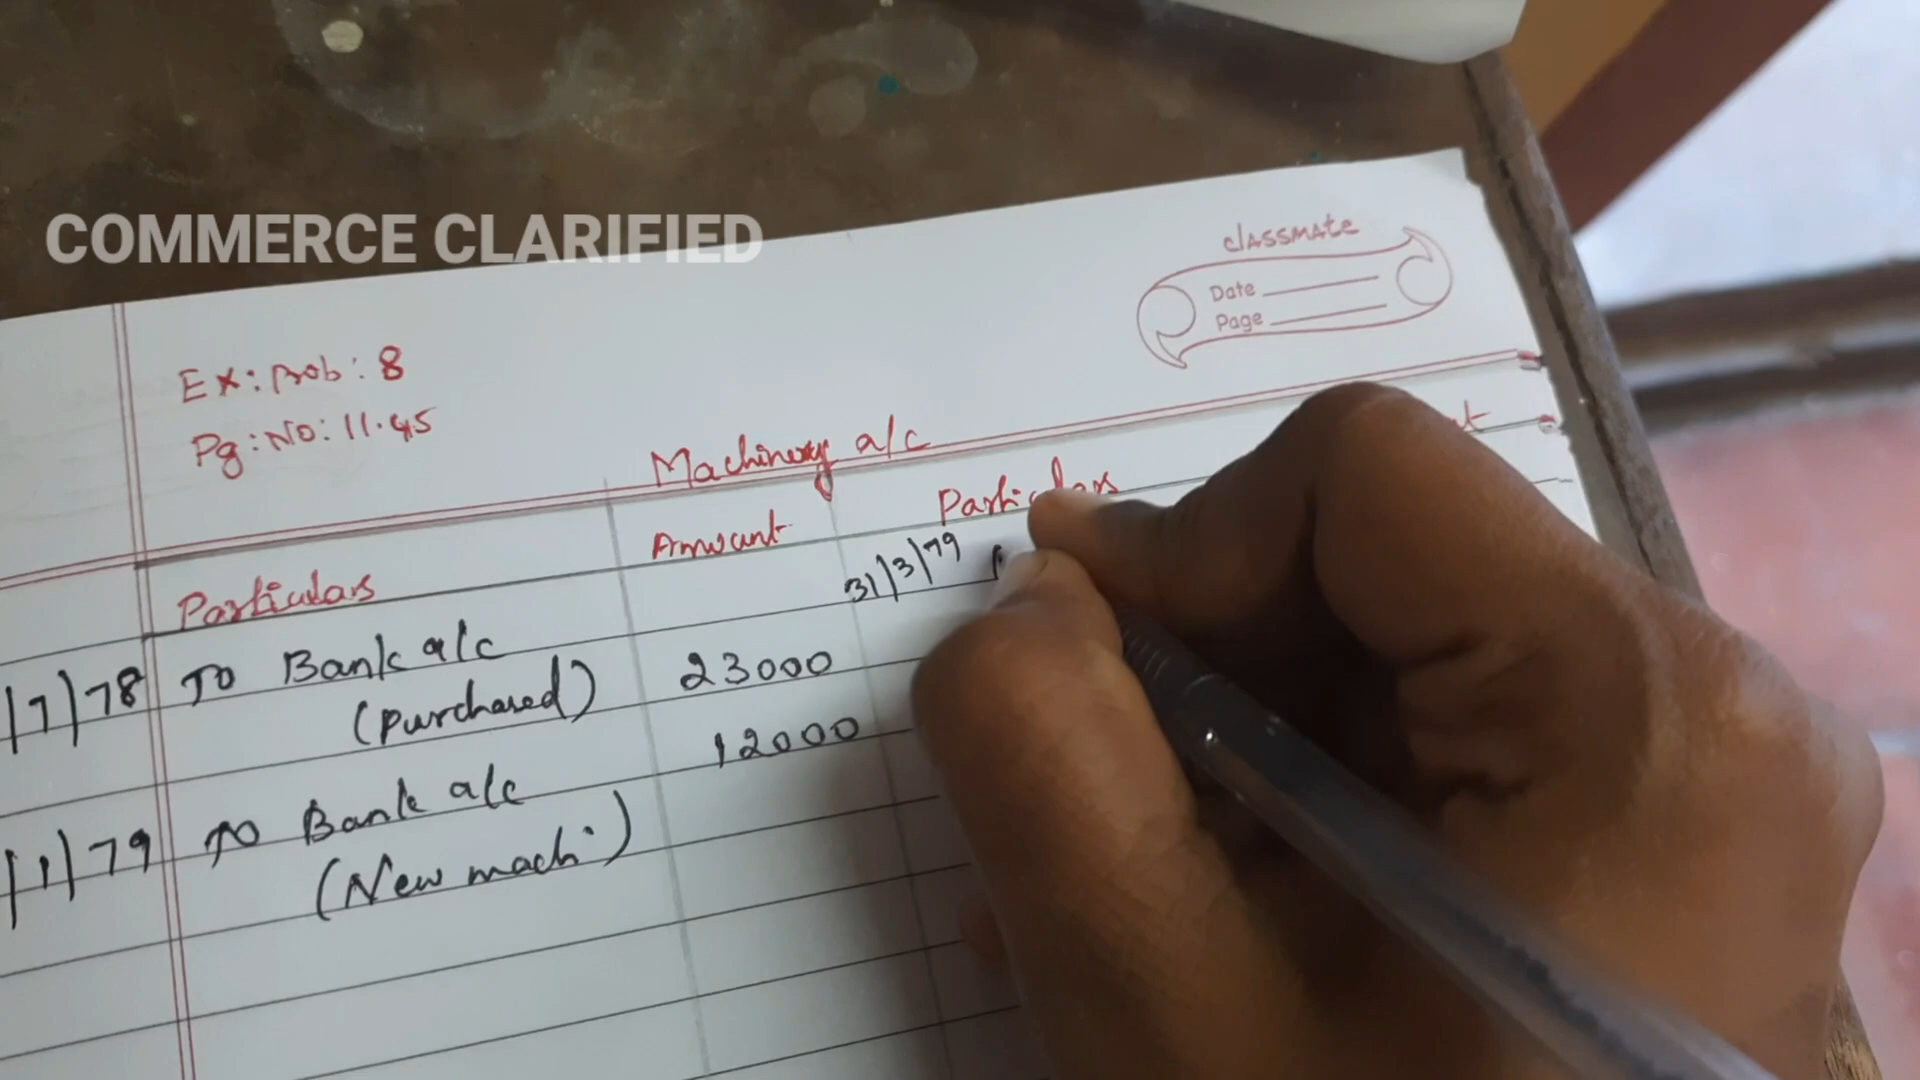 COMMERCE CLARIFIED
classmate
Date
Page
Ex: Prob: 8
Pg: No: 11.45
Machinery a/c
Particulars Amount Particulars
31/3/79
/7/78 To Bank a/c
(purchased) 23000
/1/79 To Bank a/c 12000
(New mach.)